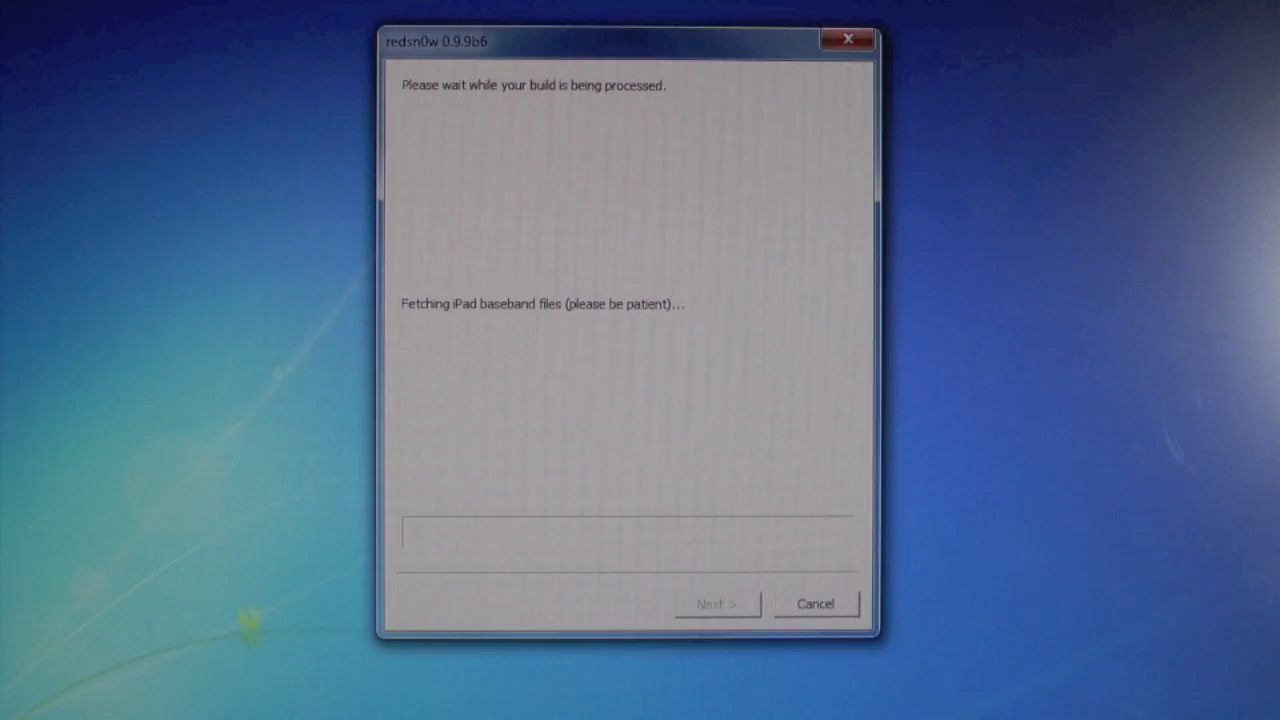 redsn0w 0.9.9b6
Please wait while your build is being processed.
Fetching iPad baseband files (please be patient)...
Next >
Cancel